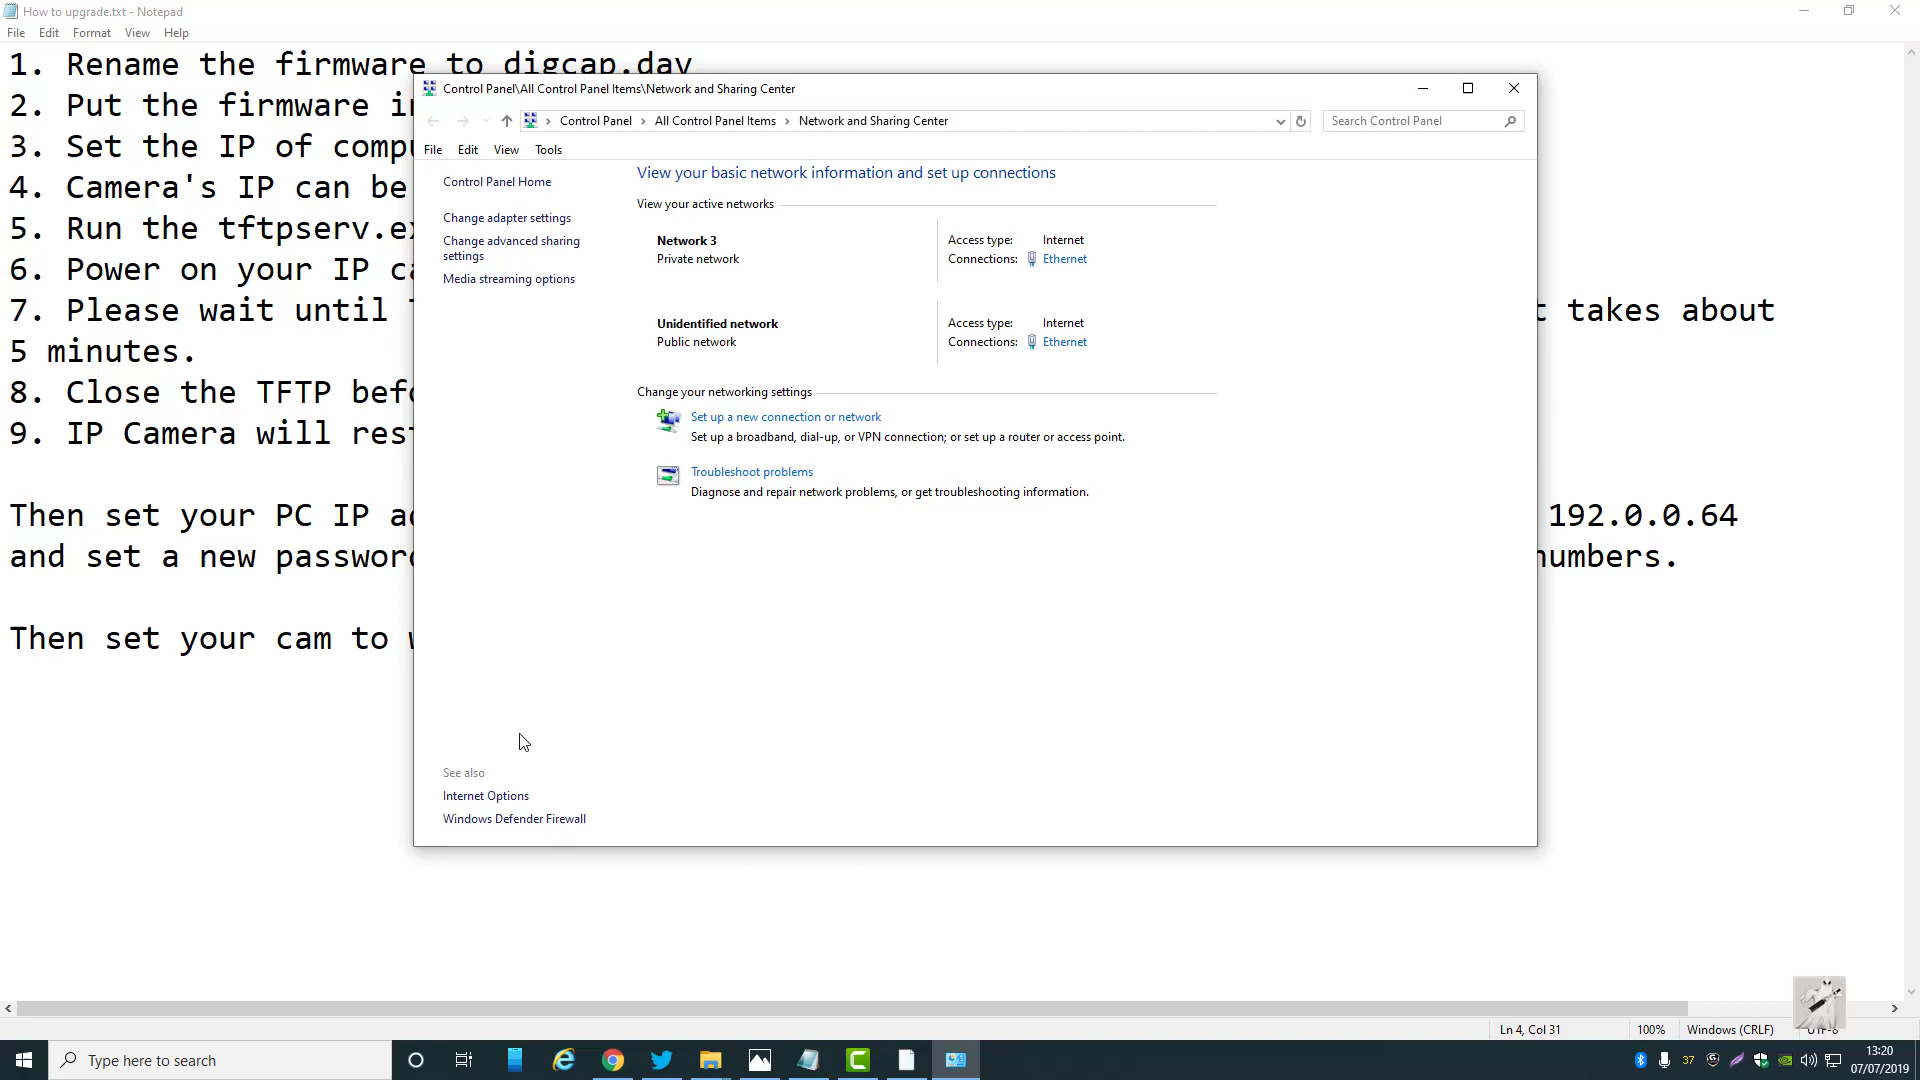 How to upgrade.txt - Notepad
File Edit Format View Help
1. Rename the firmware to digcap.dav
2. Put the firmware i
3. Set the IP of comp
4. Camera's IP can be
5. Run the tftpserv.e
6. Power on your IP c
7. Please wait until
t takes about
5 minutes.
8. Close the TFTP bef
9. IP Camera will res
Then set your PC IP a
192.0.0.64
and set a new passwor
numbers.
Then set your cam to
Control Panel\All Control Panel Items\Network and Sharing Center
Control Panel > All Control Panel Items > Network and Sharing Center
Search Control Panel
File Edit View Tools
Control Panel Home
Change adapter settings
Change advanced sharing
settings
Media streaming options
See also
Internet Options
Windows Defender Firewall
View your basic network information and set up connections
View your active networks
Network 3
Private network
Access type: Internet
Connections: Ethernet
Unidentified network
Public network
Access type: Internet
Connections: Ethernet
Change your networking settings
Set up a new connection or network
Set up a broadband, dial-up, or VPN connection; or set up a router or access point.
Troubleshoot problems
Diagnose and repair network problems, or get troubleshooting information.
Ln 4, Col 31
100%
Windows (CRLF)
UTF-8
Type here to search
37
13:20
07/07/2019